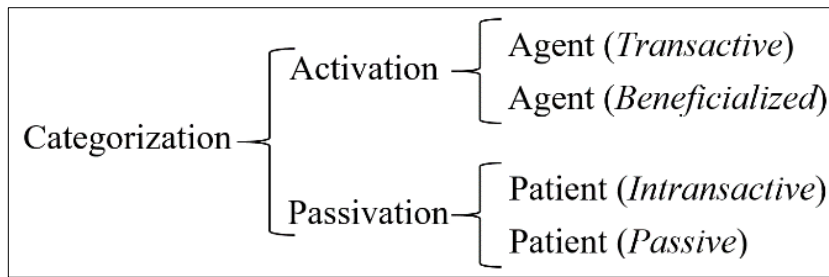 Categorization
Activation
Agent (Transactive)
Agent (Beneficialized)
Passivation
Patient (Intransactive)
Patient (Passive)